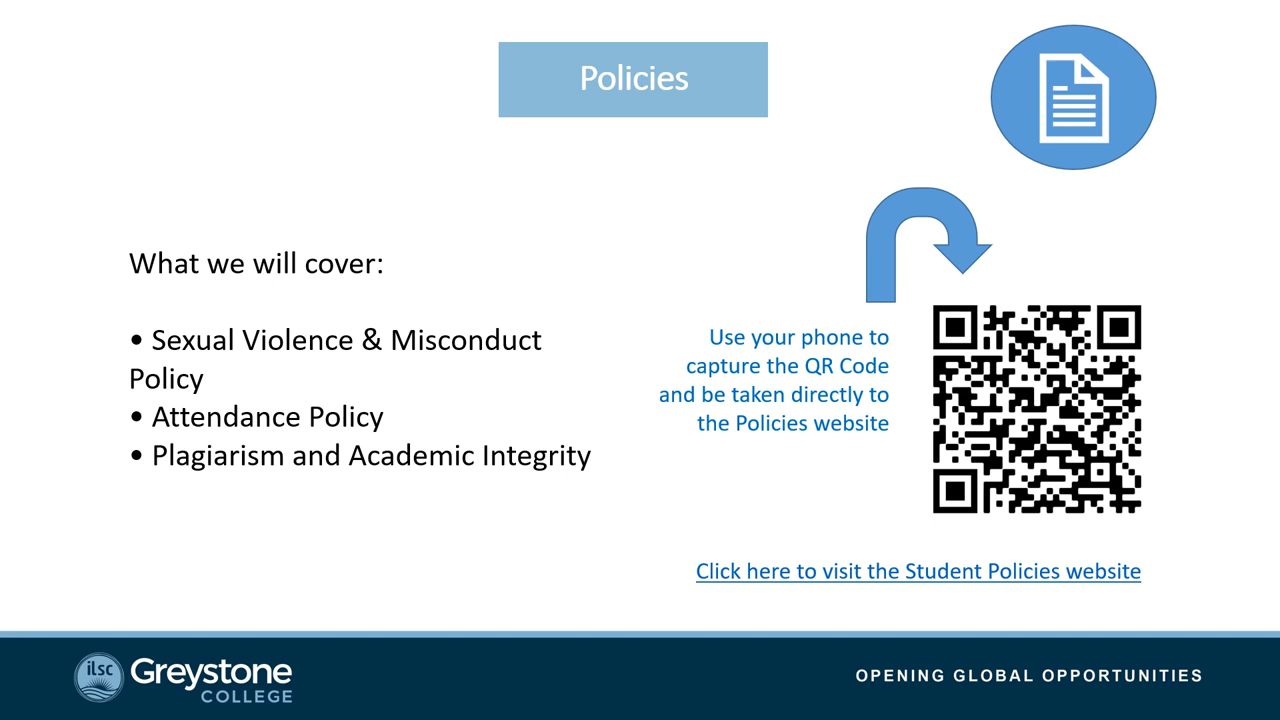 Policies
What we will cover:
• Sexual Violence & Misconduct
Policy
• Attendance Policy
• Plagiarism and Academic Integrity
Use your phone to
capture the QR Code
and be taken directly to
the Policies website
Click here to visit the Student Policies website
ilsc
Greystone
COLLEGE
OPENING GLOBAL OPPORTUNITIES